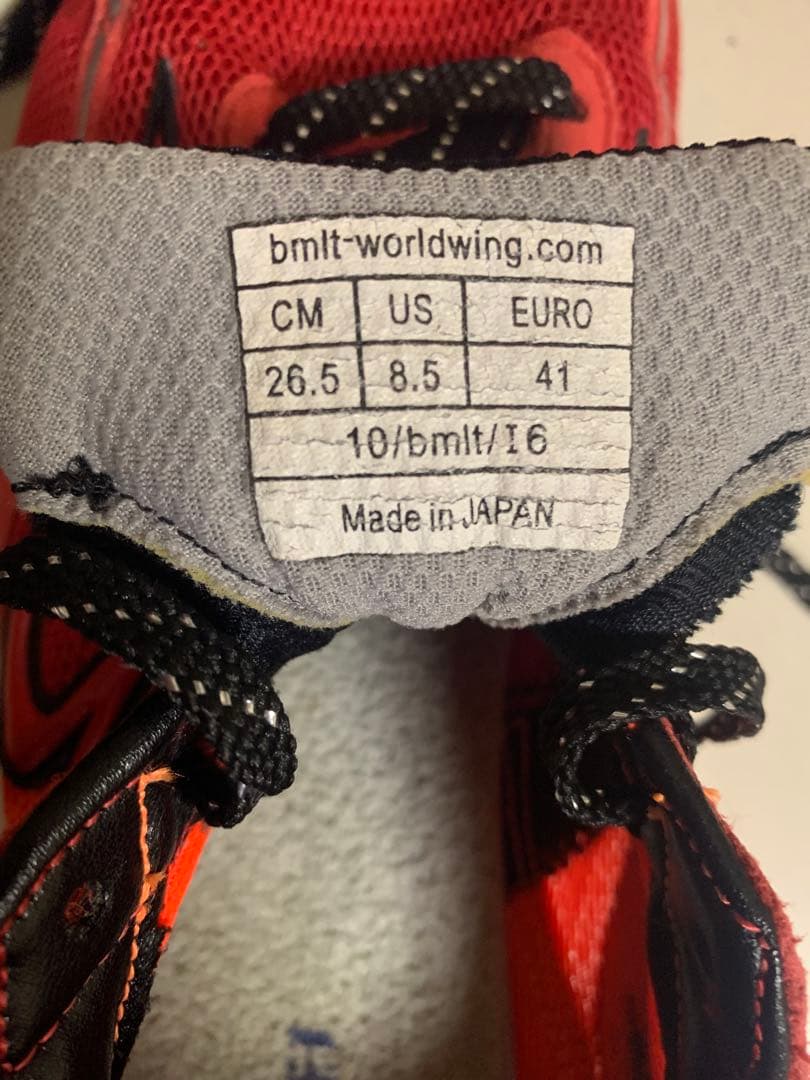 bmlt-worldwing.com
CM US EURO
26.5 8.5 41
10/bmlt/I6
Made in JAPAN